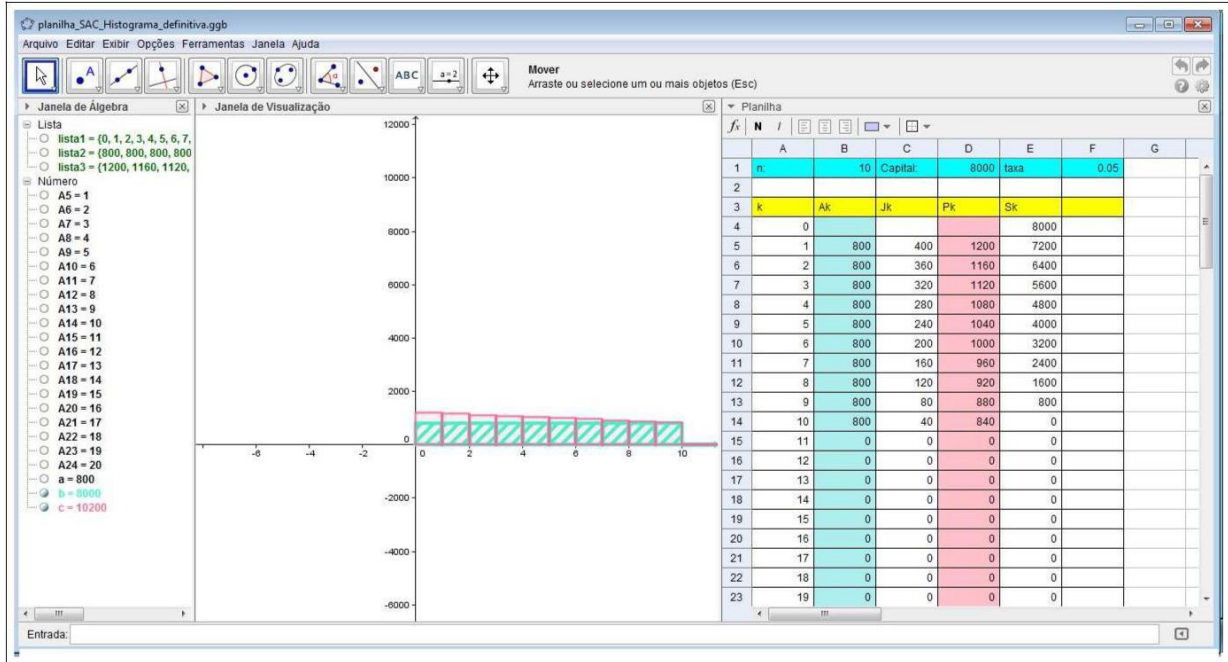 planilha_SAC_Histograma_definitiva.ggb
Arquivo Editar Exibir Opções Ferramentas Janela Ajuda
A
ABC
a=2
Mover
Arraste ou selecione um ou mais objetos (Esc)
Janela de Álgebra
Lista
lista1 = {0, 1, 2, 3, 4, 5, 6, 7,
lista2 = {800, 800, 800, 800
lista3 = {1200, 1160, 1120,
Número
A5 = 1
A6 = 2
A7 = 3
A8 = 4
A9 = 5
A10 = 6
A11 = 7
A12 = 8
A13 = 9
A14 = 10
A15 = 11
A16 = 12
A17 = 13
A18 = 14
A19 = 15
A20 = 16
A21 = 17
A22 = 18
A23 = 19
A24 = 20
a = 800
b = 8000
c = 10200
Janela de Visualização
12000
10000
8000
6000
4000
2000
0
-8 -6 -4 -2 0 2 4 6 8 10
-2000
-4000
-6000
Planilha
fx N I
A B C D E F G
1 n: 10 Capital: 8000 taxa 0.05
2
3 k Ak Jk Pk Sk
4 0 8000
5 1 800 400 1200 7200
6 2 800 360 1160 6400
7 3 800 320 1120 5600
8 4 800 280 1080 4800
9 5 800 240 1040 4000
10 6 800 200 1000 3200
11 7 800 160 960 2400
12 8 800 120 920 1600
13 9 800 80 880 800
14 10 800 40 840 0
15 11 0 0 0 0
16 12 0 0 0 0
17 13 0 0 0 0
18 14 0 0 0 0
19 15 0 0 0 0
20 16 0 0 0 0
21 17 0 0 0 0
22 18 0 0 0 0
23 19 0 0 0 0
Entrada: